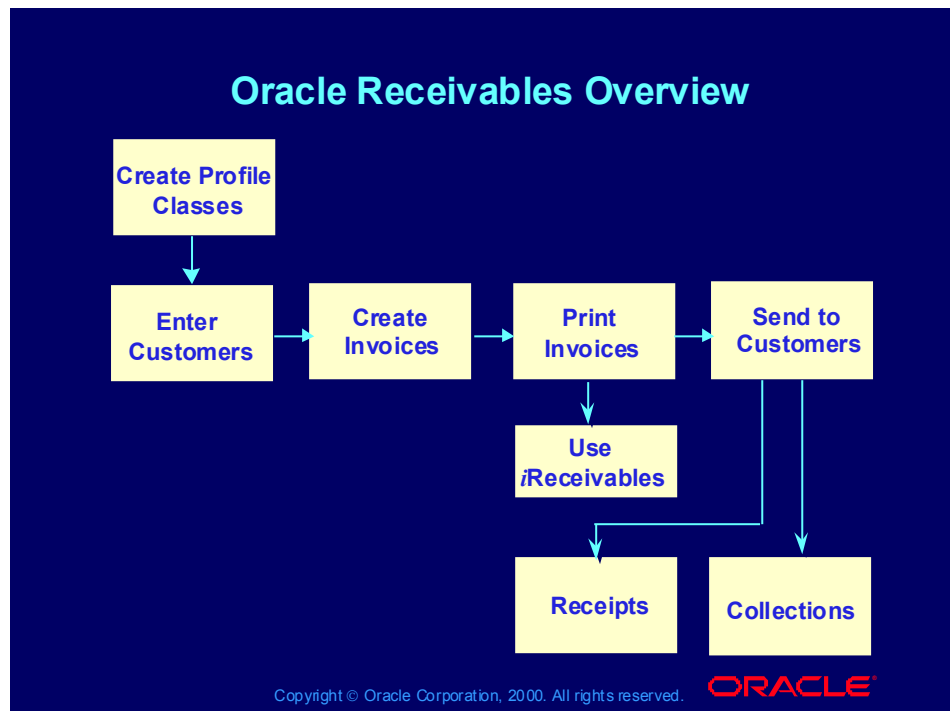 Oracle Receivables Overview
Create Profile
Classes
Enter
Customers
Create
Invoices
Print
Invoices
Send to
Customers
Use
iReceivables
Receipts
Collections
Copyright © Oracle Corporation, 2000. All rights reserved.
ORACLE®